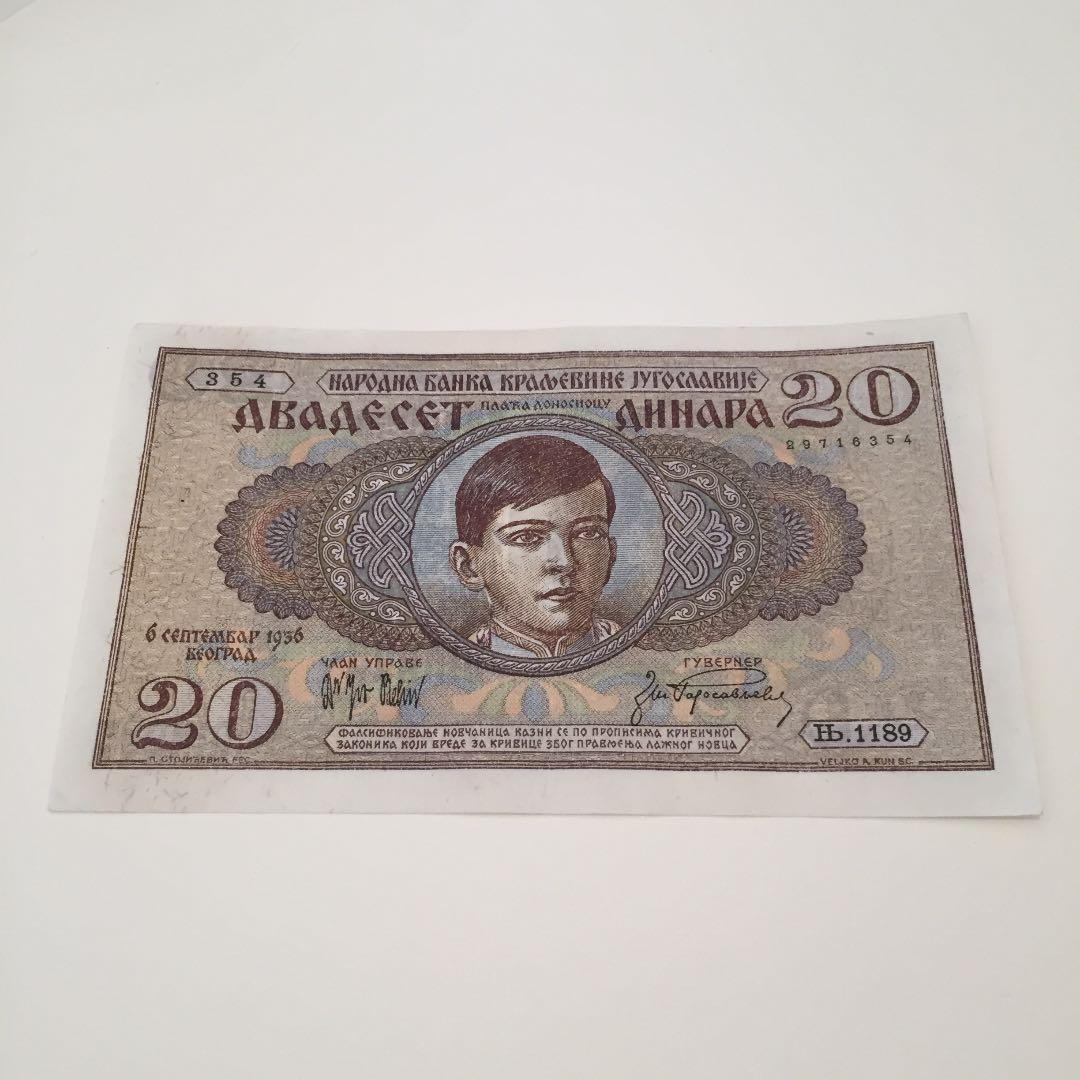 354
НАРОДНА БАНКА КРАЉЕВИНЕ ЈУГОСЛАВИЈЕ
20
ДВАДЕСЕТ ПЛАЋА ДОНОСИОЦУ ДИНАРА
29716354
6 СЕПТЕМБАР 1936
БЕОГРАД
ЧЛАН УПРАВЕ
ГУВЕРНЕР
20
ФАЛСИФИКОВАЊЕ НОВЧАНИЦА КАЗНИ СЕ ПО ПРОПИСИМА КРИВИЧНОГ
ЗАКОНИКА КОЈИ ВРЕДЕ ЗА КРИВИЦЕ ЗБОГ ПРАВЉЕЊА ЛАЖНОГ НОВЦА
Њ.1189
П. СТОЈИЋЕВИЋ FEC.
VELJKO A. KUN SC.